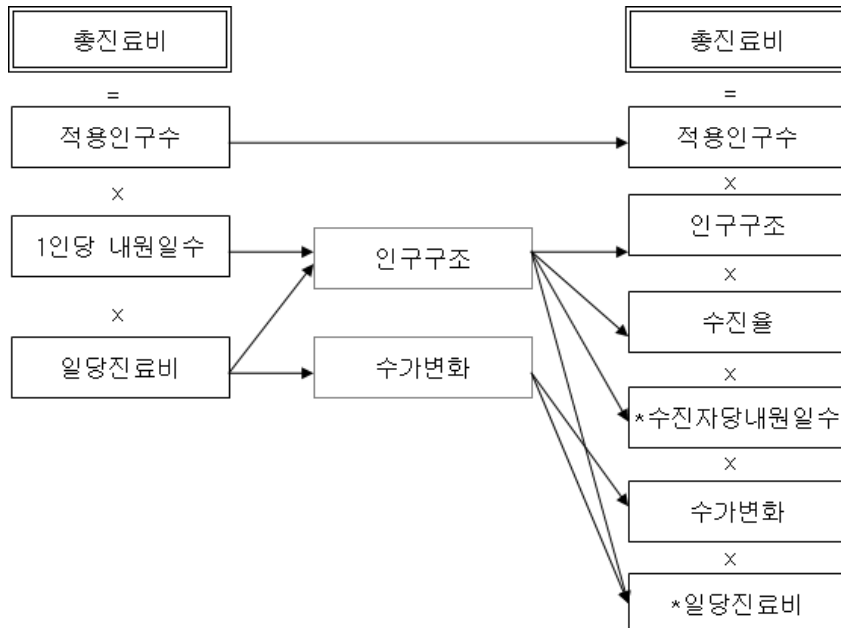 총진료비
=
적용인구수
x
1인당 내원일수
x
일당진료비
인구구조
수가변화
총진료비
=
적용인구수
x
인구구조
x
수진율
x
*수진자당내원일수
x
수가변화
x
*일당진료비